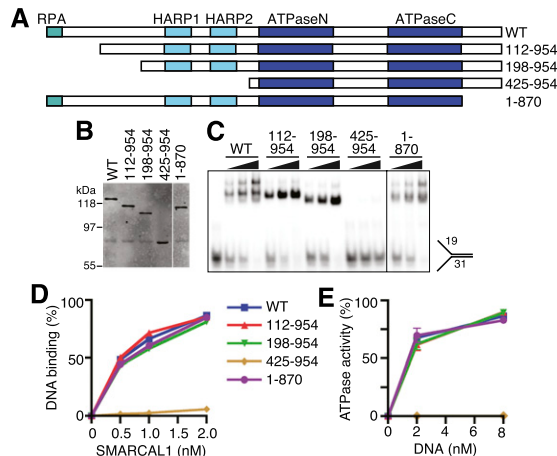 A
RPA HARP1 HARP2 ATPaseN ATPaseC
WT
112-954
198-954
425-954
1-870
B
WT 112-954 198-954 425-954 1-870
kDa
118-
97-
55-
C
WT 112-954 198-954 425-954 1-870
19
31
D
DNA binding (%)
100
50
0
0 0.5 1.0 1.5 2.0
SMARCAL1 (nM)
WT
112-954
198-954
425-954
1-870
E
ATPase activity (%)
100
50
0
0 2 4 6 8
DNA (nM)